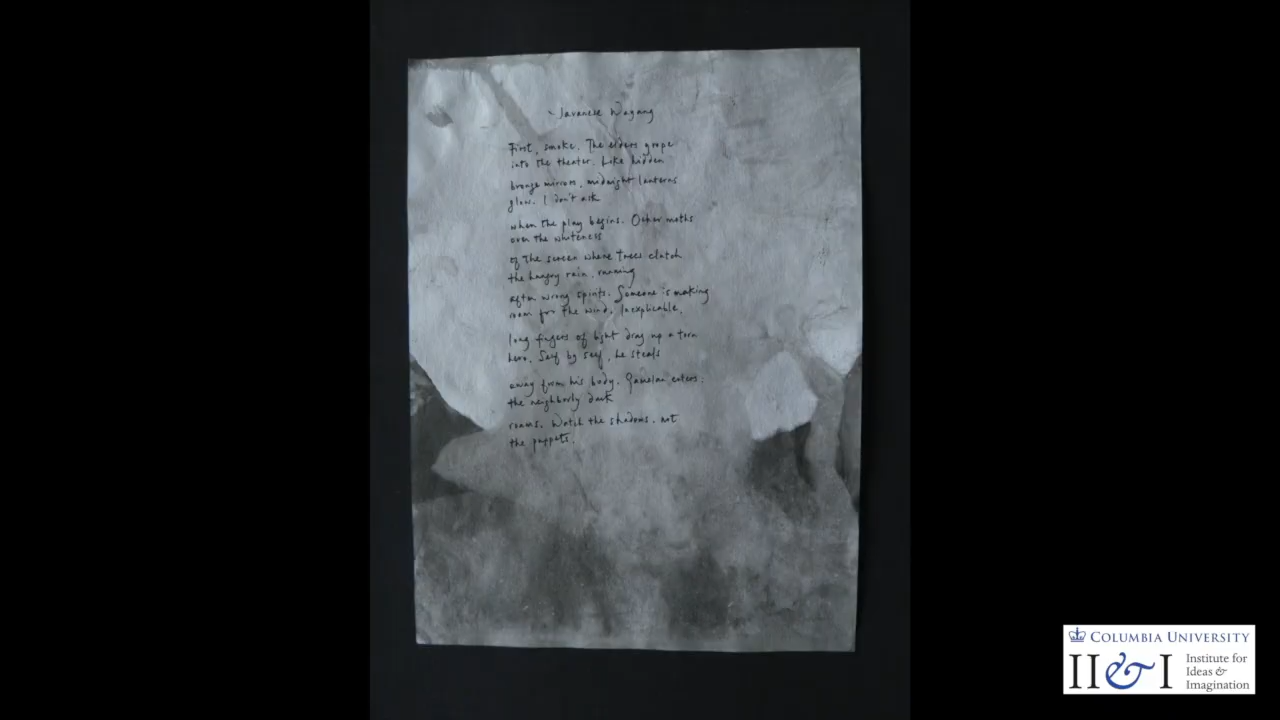 ~ Javanese Wayang
First, smoke. The elders grope
into the theater. Like hidden
bronze mirrors, midnight lanterns
glow. I don't ask
when the play begins. Other moths
over the whiteness
of the screen where trees clutch
the hungry rain, running
after wrong spirits. Someone is making
room for the wind. Inexplicable,
long fingers of light drag up a torn
hero. Self by self, he steals
away from his body. Gamelan enters:
the neighborly dark
roams. Watch the shadows, not
the puppets.
COLUMBIA UNIVERSITY
II&I
Institute for
Ideas &
Imagination